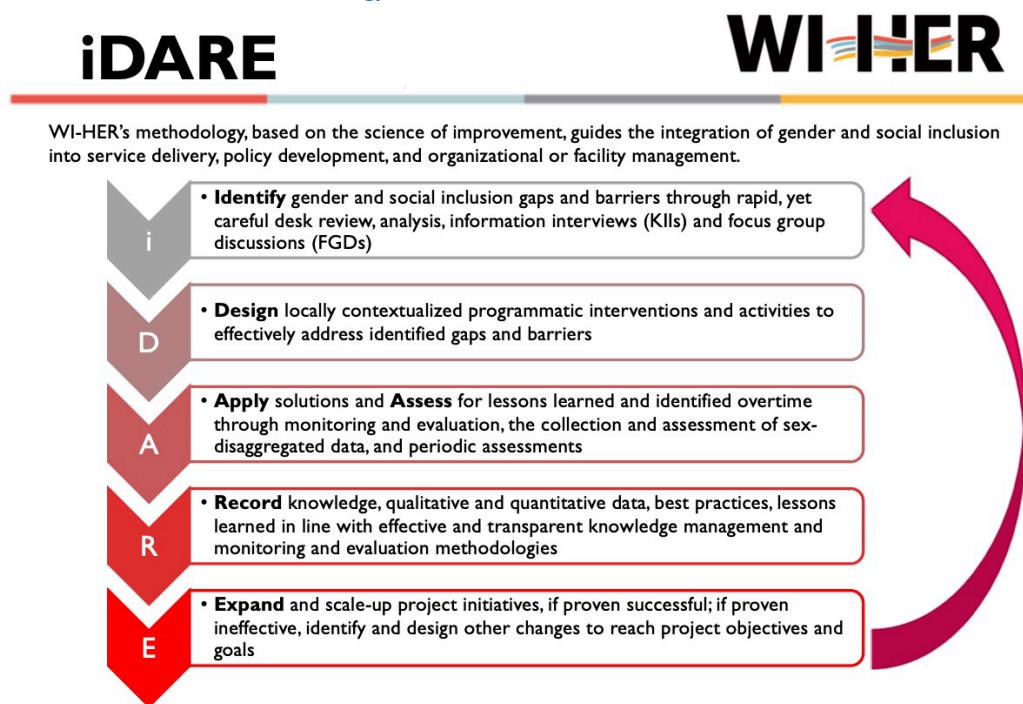 iDARE
WI-HER
WI-HER's methodology, based on the science of improvement, guides the integration of gender and social inclusion
into service delivery, policy development, and organizational or facility management.
i
• Identify gender and social inclusion gaps and barriers through rapid, yet
careful desk review, analysis, information interviews (KIIs) and focus group
discussions (FGDs)
D
• Design locally contextualized programmatic interventions and activities to
effectively address identified gaps and barriers
A
• Apply solutions and Assess for lessons learned and identified overtime
through monitoring and evaluation, the collection and assessment of sex-
disaggregated data, and periodic assessments
R
• Record knowledge, qualitative and quantitative data, best practices, lessons
learned in line with effective and transparent knowledge management and
monitoring and evaluation methodologies
E
• Expand and scale-up project initiatives, if proven successful; if proven
ineffective, identify and design other changes to reach project objectives and
goals